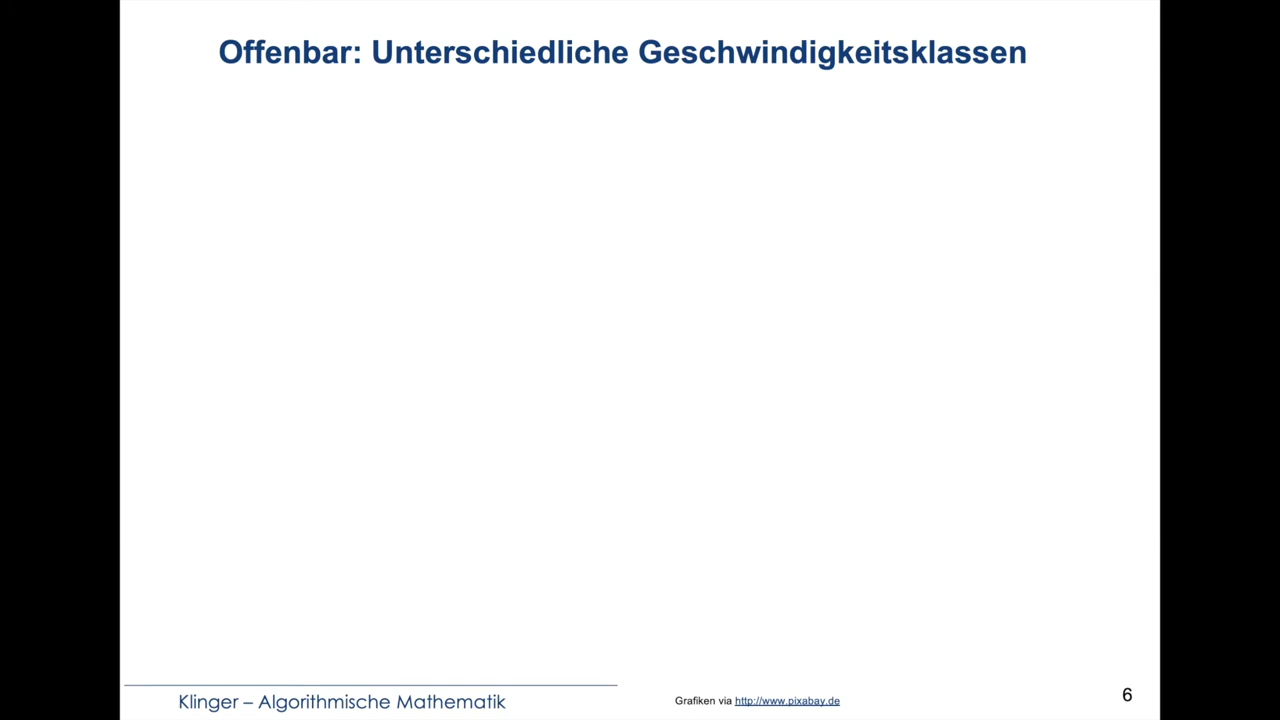 Offenbar: Unterschiedliche Geschwindigkeitsklassen
Klinger – Algorithmische Mathematik
Grafiken via http://www.pixabay.de
6